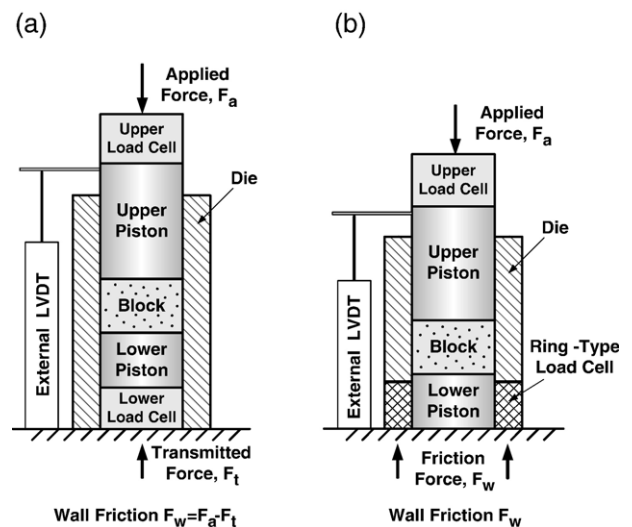 (a)
Applied
Force, Fa
Upper
Load Cell
Die
Upper
Piston
External LVDT
Block
Lower
Piston
Lower
Load Cell
Transmitted
Force, Ft
Wall Friction Fw=Fa-Ft
(b)
Applied
Force, Fa
Upper
Load Cell
Upper
Piston
Die
External LVDT
Block
Ring -Type
Load Cell
Lower
Piston
Friction
Force, Fw
Wall Friction Fw